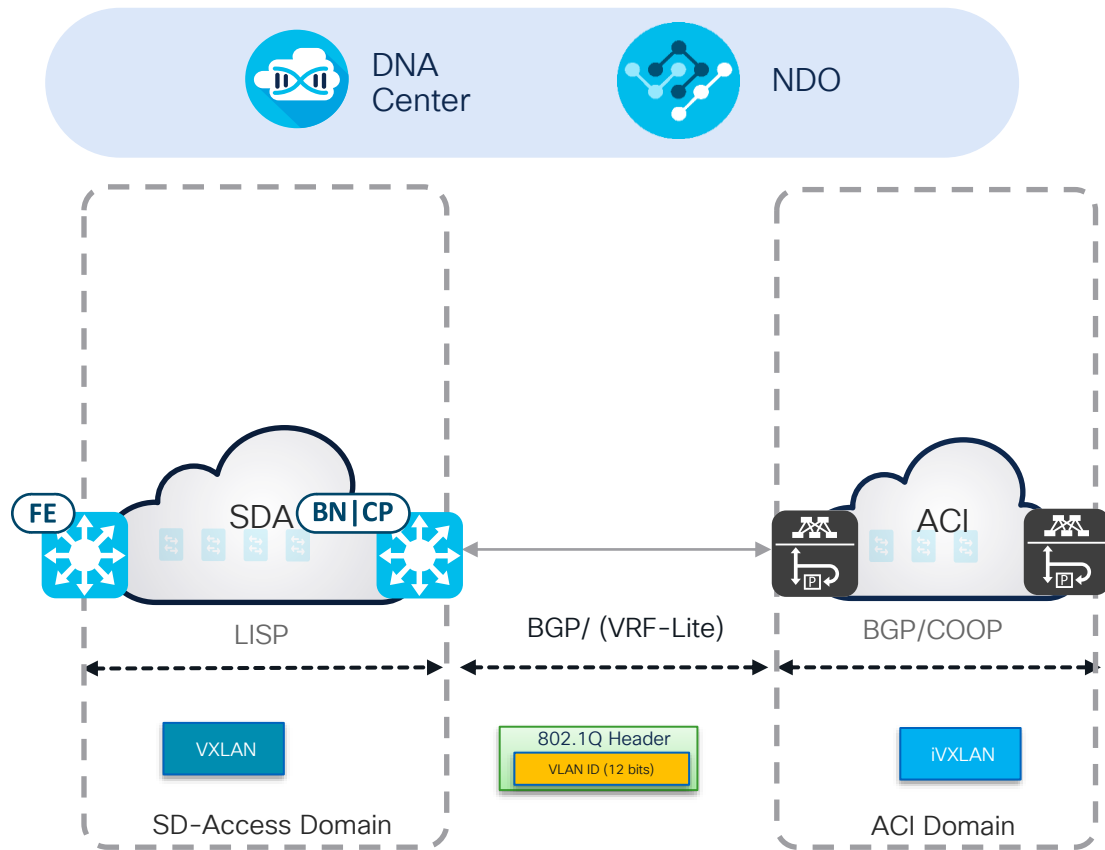 DNA
Center
NDO
FE
SDA
BN|CP
ACI
P
P
LISP
BGP/ (VRF-Lite)
BGP/COOP
VXLAN
802.1Q Header
VLAN ID (12 bits)
iVXLAN
SD-Access Domain
ACI Domain